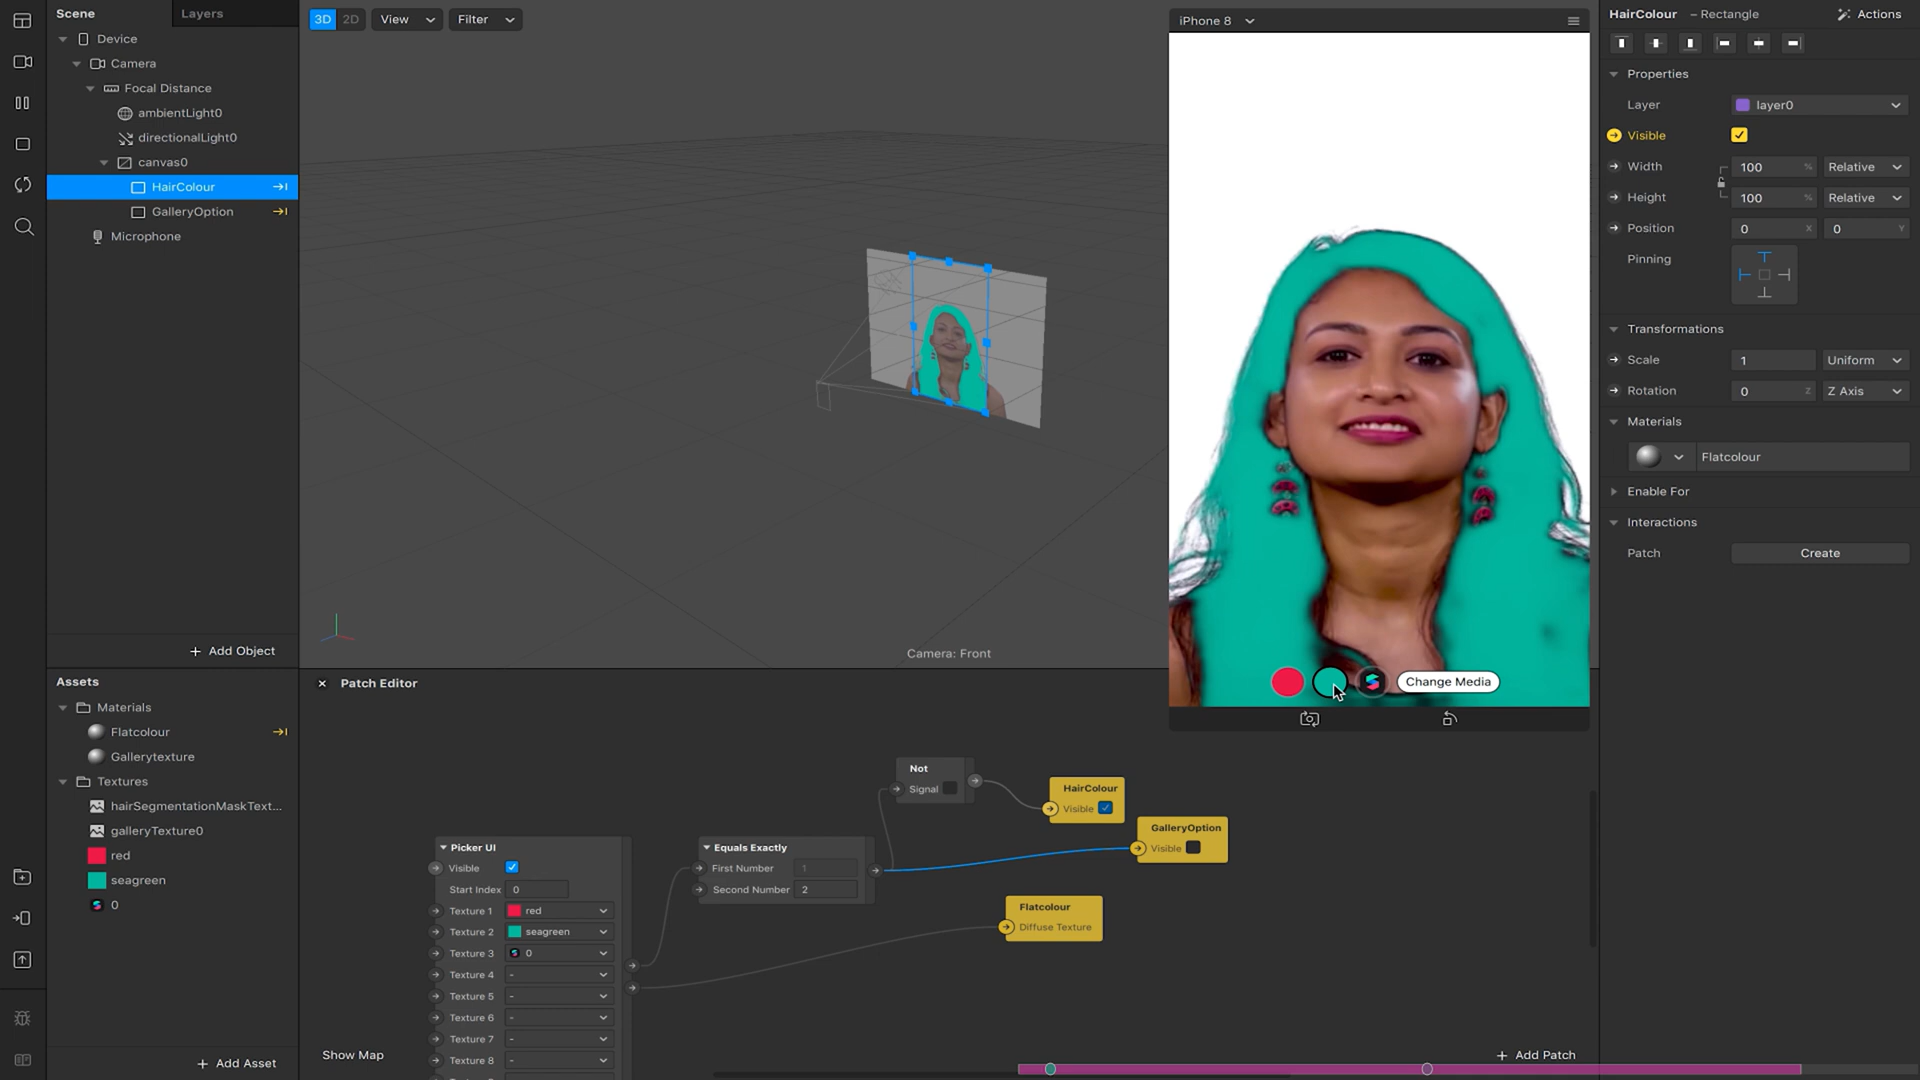 Scene
Layers
Device
Camera
Focal Distance
ambientLight0
directionalLight0
canvas0
HairColour
GalleryOption
Microphone
+ Add Object
3D
2D
View
Filter
Camera: Front
iPhone 8
Change Media
HairColour – Rectangle
Actions
Properties
Layer
layer0
Visible
Width
100 %
Relative
Height
100 %
Relative
Position
0 X
0 Y
Pinning
Transformations
Scale
1
Uniform
Rotation
0 Z
Z Axis
Materials
Flatcolour
Enable For
Interactions
Patch
Create
Assets
Materials
Flatcolour
Gallerytexture
Textures
hairSegmentationMaskText...
galleryTexture0
red
seagreen
0
+ Add Asset
Patch Editor
Picker UI
Visible
Start Index 0
Texture 1 red
Texture 2 seagreen
Texture 3 0
Texture 4 -
Texture 5 -
Texture 6 -
Texture 7 -
Texture 8 -
Equals Exactly
First Number 1
Second Number 2
Not
Signal
HairColour
Visible
GalleryOption
Visible
Flatcolour
Diffuse Texture
Show Map
+ Add Patch